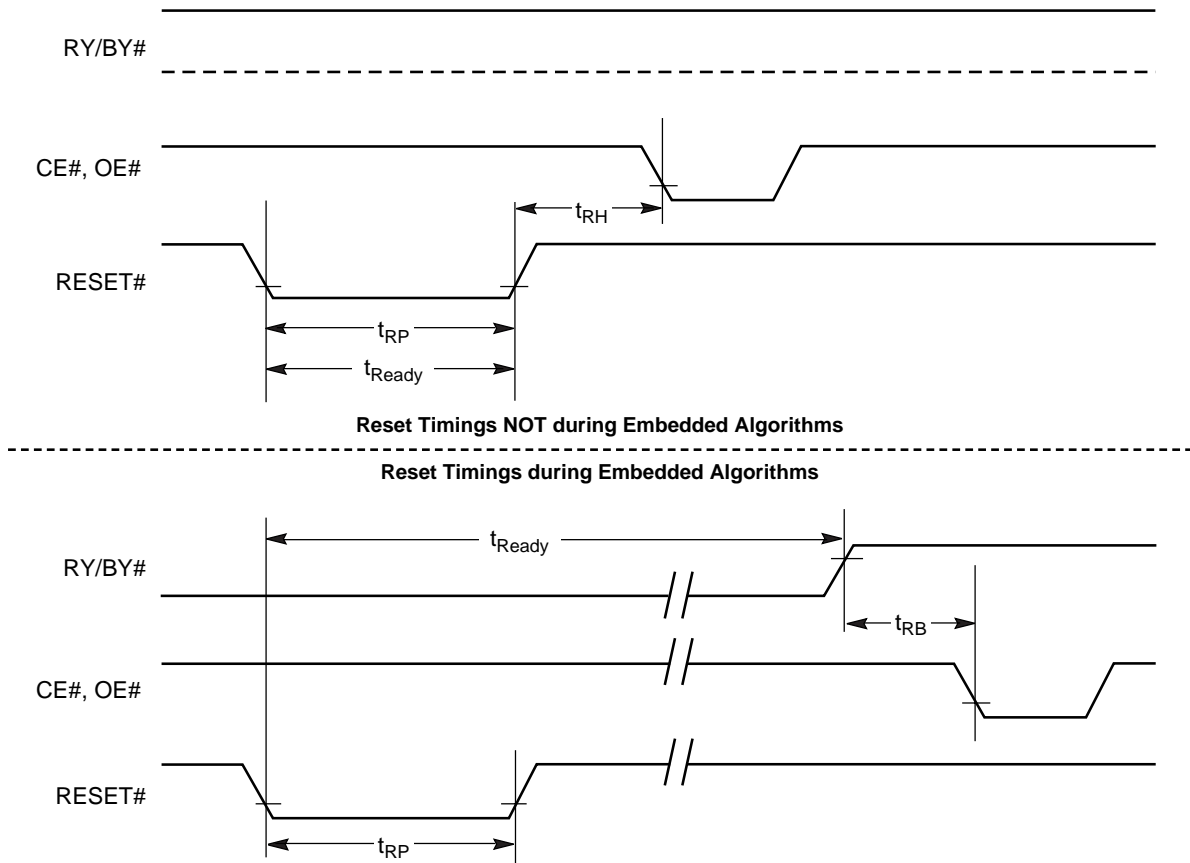 RY/BY#
CE#, OE#
tRH
RESET#
tRP
tReady
Reset Timings NOT during Embedded Algorithms
Reset Timings during Embedded Algorithms
tReady
RY/BY#
tRB
CE#, OE#
RESET#
tRP